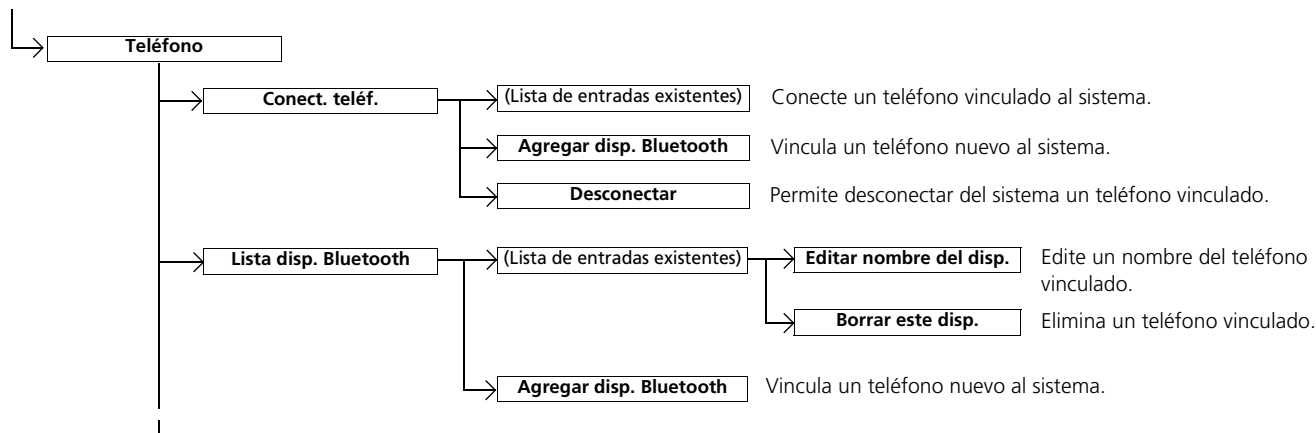 Teléfono
Conect. teléf.
(Lista de entradas existentes)
Conecte un teléfono vinculado al sistema.
Agregar disp. Bluetooth
Vincula un teléfono nuevo al sistema.
Desconectar
Permite desconectar del sistema un teléfono vinculado.
Lista disp. Bluetooth
(Lista de entradas existentes)
Editar nombre del disp.
Edite un nombre del teléfono
vinculado.
Borrar este disp.
Elimina un teléfono vinculado.
Agregar disp. Bluetooth
Vincula un teléfono nuevo al sistema.